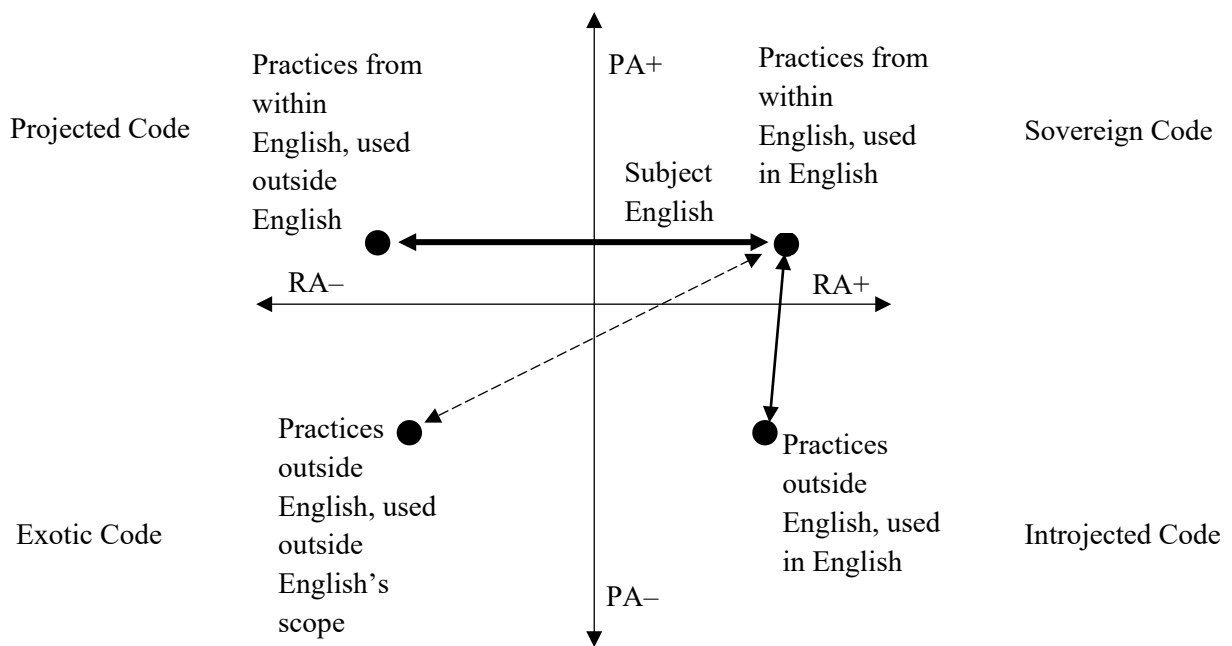 PA+
Practices from
within
English, used
outside
English
Practices from
within
English, used
in English
Projected Code
Sovereign Code
Subject
English
RA–
RA+
Practices
outside
English, used
outside
English’s
scope
Practices
outside
English, used
in English
Exotic Code
Introjected Code
PA–